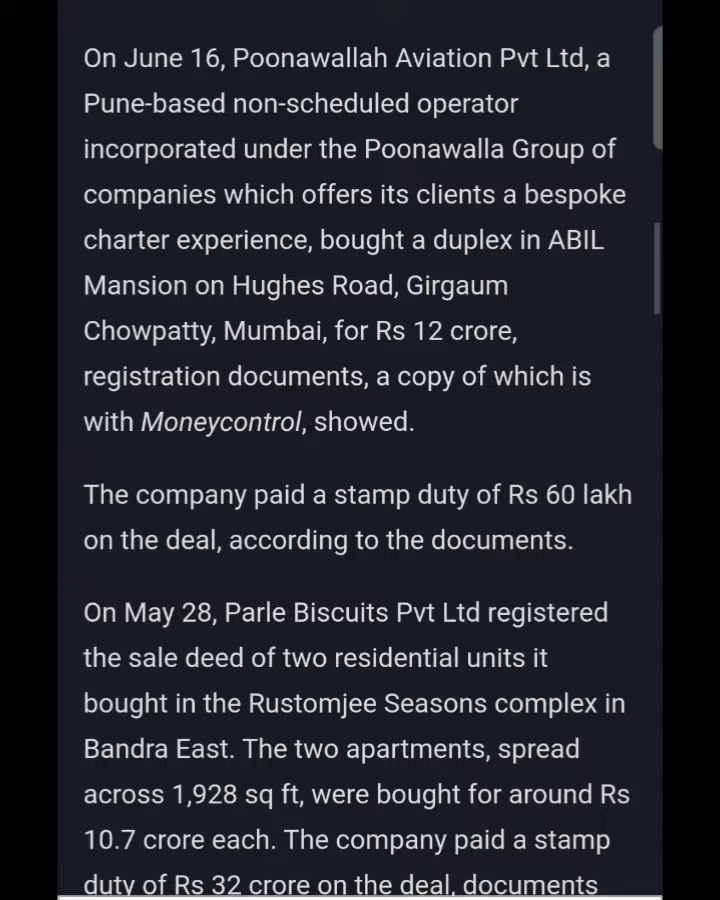 On June 16, Poonawallah Aviation Pvt Ltd, a
Pune-based non-scheduled operator
incorporated under the Poonawalla Group of
companies which offers its clients a bespoke
charter experience, bought a duplex in ABIL
Mansion on Hughes Road, Girgaum
Chowpatty, Mumbai, for Rs 12 crore,
registration documents, a copy of which is
with Moneycontrol, showed.
The company paid a stamp duty of Rs 60 lakh
on the deal, according to the documents.
On May 28, Parle Biscuits Pvt Ltd registered
the sale deed of two residential units it
bought in the Rustomjee Seasons complex in
Bandra East. The two apartments, spread
across 1,928 sq ft, were bought for around Rs
10.7 crore each. The company paid a stamp
duty of Rs 32 crore on the deal, documents